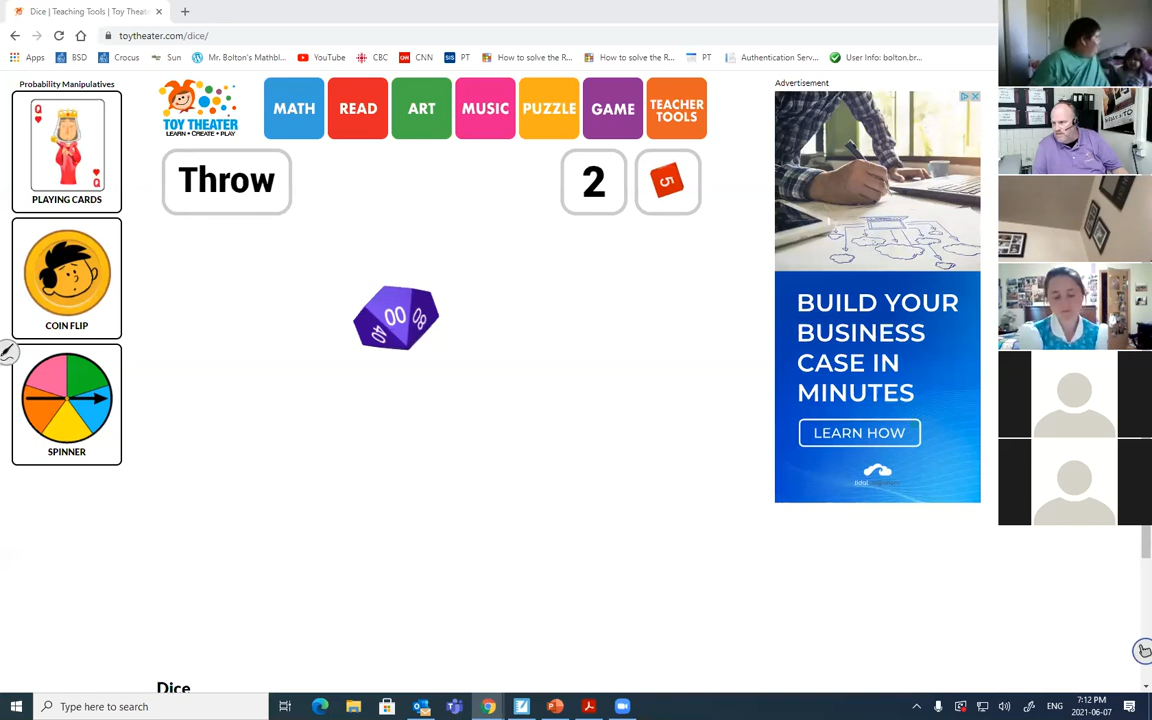 Dice | Teaching Tools | Toy Theate
toytheater.com/dice/
Apps BSD Crocus Sun Mr. Bolton's Mathbl... YouTube CBC CNN PT How to solve the R... How to solve the R... PT Authentication Serv... User Info: bolton.br...
Probability Manipulatives
Q
Q
PLAYING CARDS
COIN FLIP
SPINNER
TOY THEATER
LEARN • CREATE • PLAY
MATH READ ART MUSIC PUZZLE GAME TEACHER TOOLS
Throw
2
5
00
80
40
Advertisement
BUILD YOUR
BUSINESS
CASE IN
MINUTES
LEARN HOW
Dice
Type here to search
ENG
7:12 PM
2021-06-07